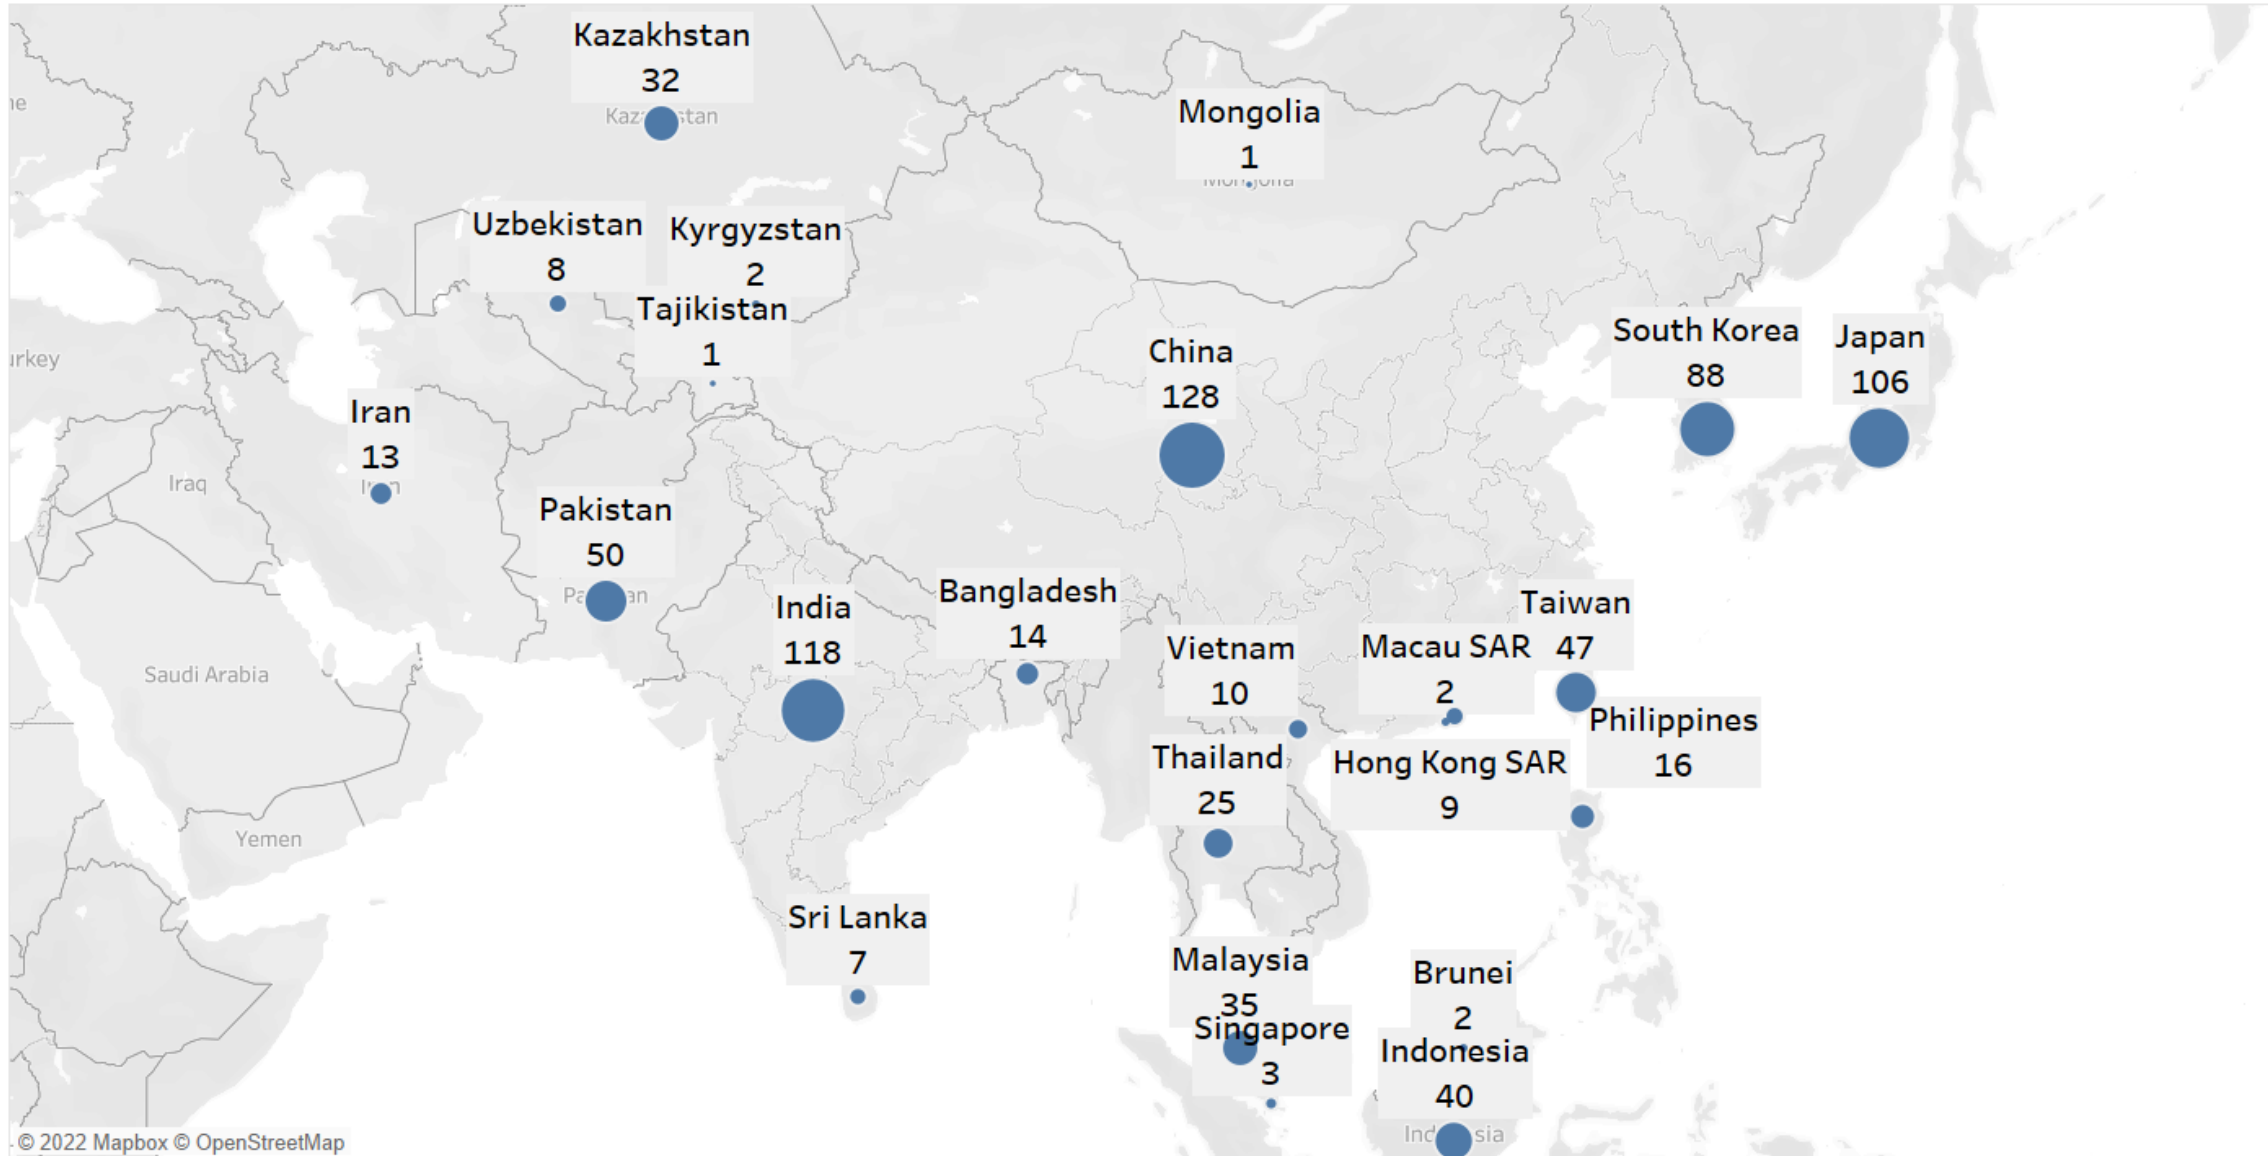 Kazakhstan
32
Mongolia
1
Uzbekistan
8
Kyrgyzstan
2
Tajikistan
1
South Korea
88
Japan
106
China
128
Iran
13
Iraq
Pakistan
50
India
118
Bangladesh
14
Taiwan
47
Vietnam
10
Macau SAR
2
Saudi Arabia
Philippines
16
Thailand
25
Hong Kong SAR
9
Yemen
Sri Lanka
7
Malaysia
35
Brunei
2
Singapore
3
Indonesia
40
© 2022 Mapbox © OpenStreetMap